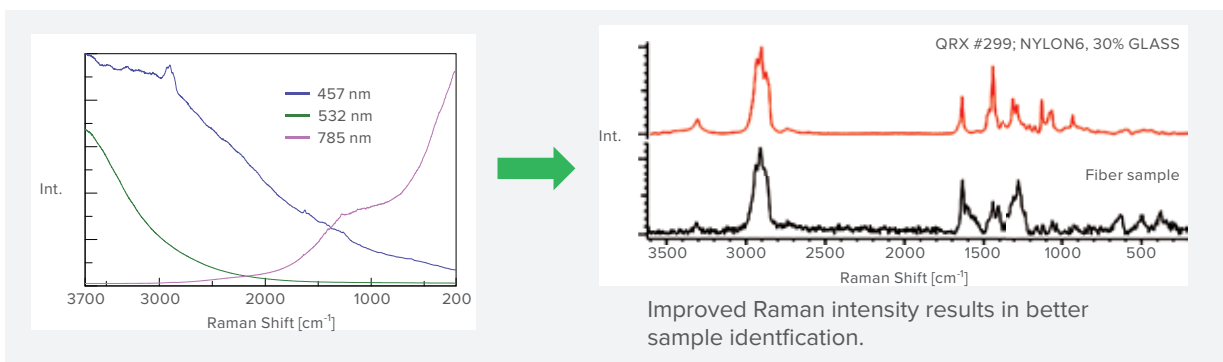 457 nm
532 nm
785 nm
Int.
3700 3000 2000 1000 200
Raman Shift [cm⁻¹]
QRX #299; NYLON6, 30% GLASS
Int.
Fiber sample
3500 3000 2500 2000 1500 1000 500
Raman Shift [cm⁻¹]
Improved Raman intensity results in better
sample identfication.